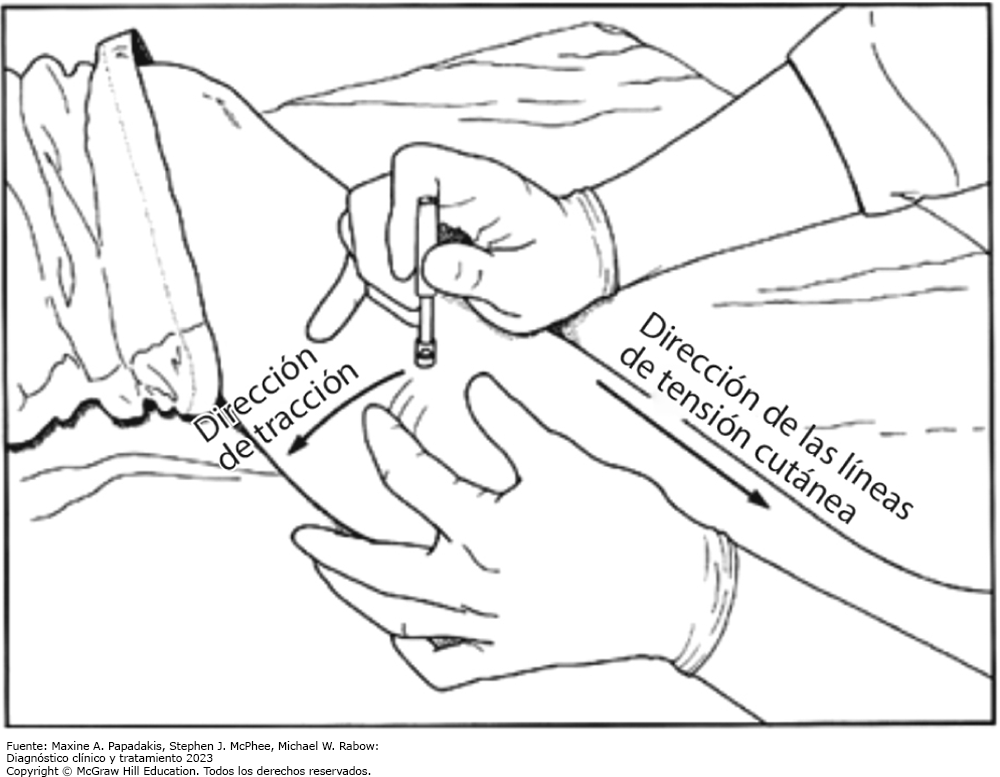 Dirección
de tracción
Dirección de las líneas
de tensión cutánea
Fuente: Maxine A. Papadakis, Stephen J. McPhee, Michael W. Rabow:
Diagnóstico clínico y tratamiento 2023
Copyright © McGraw Hill Education. Todos los derechos reservados.